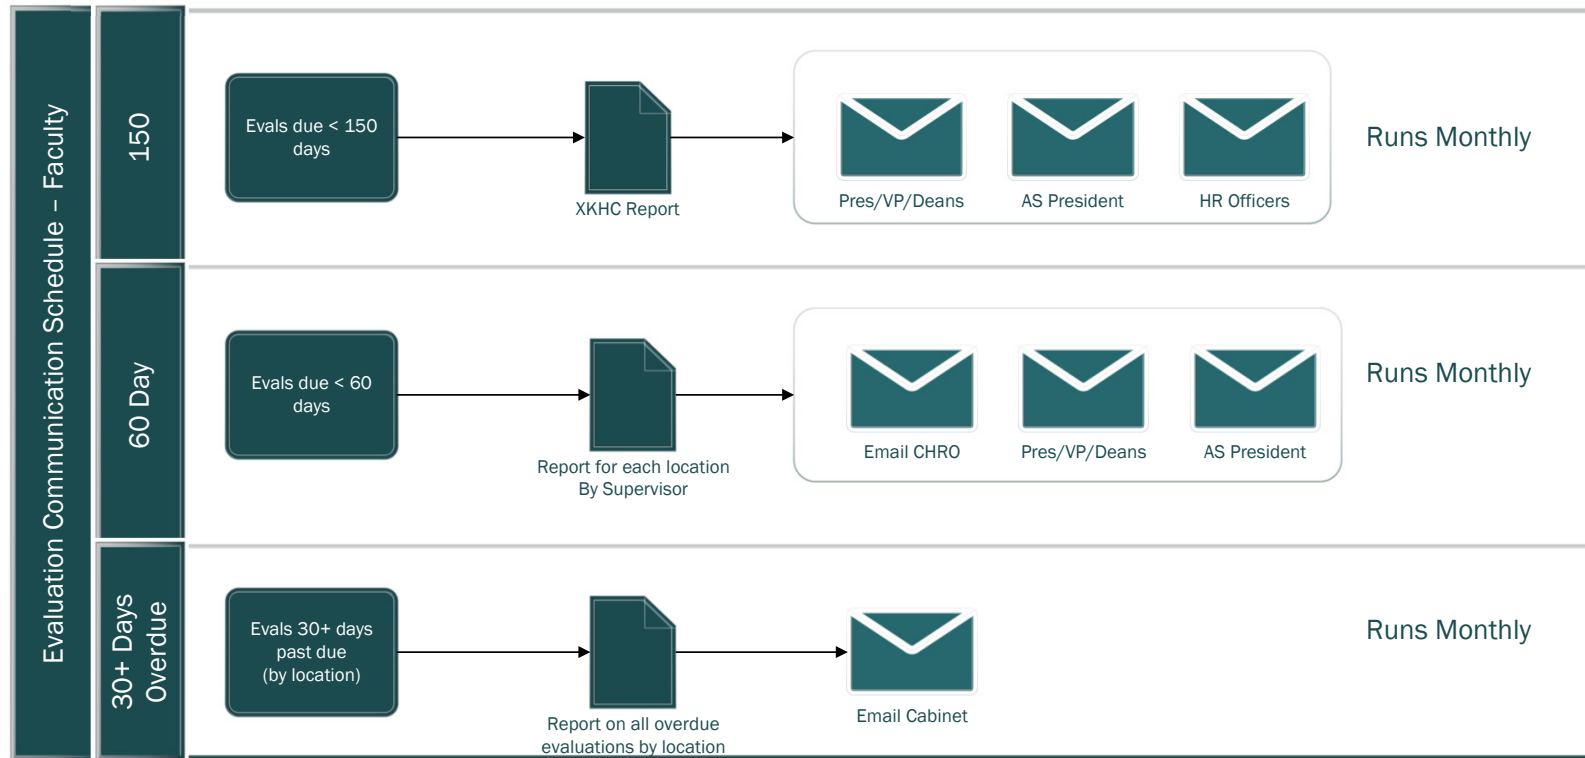 Evaluation Communication Schedule – Faculty
150
Evals due < 150
days
XKHC Report
Pres/VP/Deans
AS President
HR Officers
Runs Monthly
60 Day
Evals due < 60
days
Report for each location
By Supervisor
Email CHRO
Pres/VP/Deans
AS President
Runs Monthly
30+ Days
Overdue
Evals 30+ days
past due
(by location)
Report on all overdue
evaluations by location
Email Cabinet
Runs Monthly